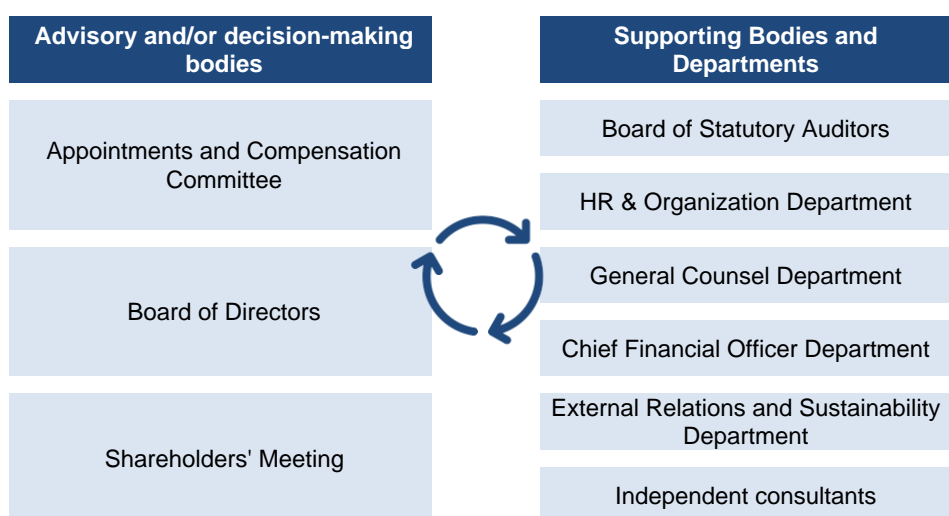 Advisory and/or decision-making
bodies
Appointments and Compensation
Committee
Board of Directors
Shareholders' Meeting
Supporting Bodies and
Departments
Board of Statutory Auditors
HR & Organization Department
General Counsel Department
Chief Financial Officer Department
External Relations and Sustainability
Department
Independent consultants